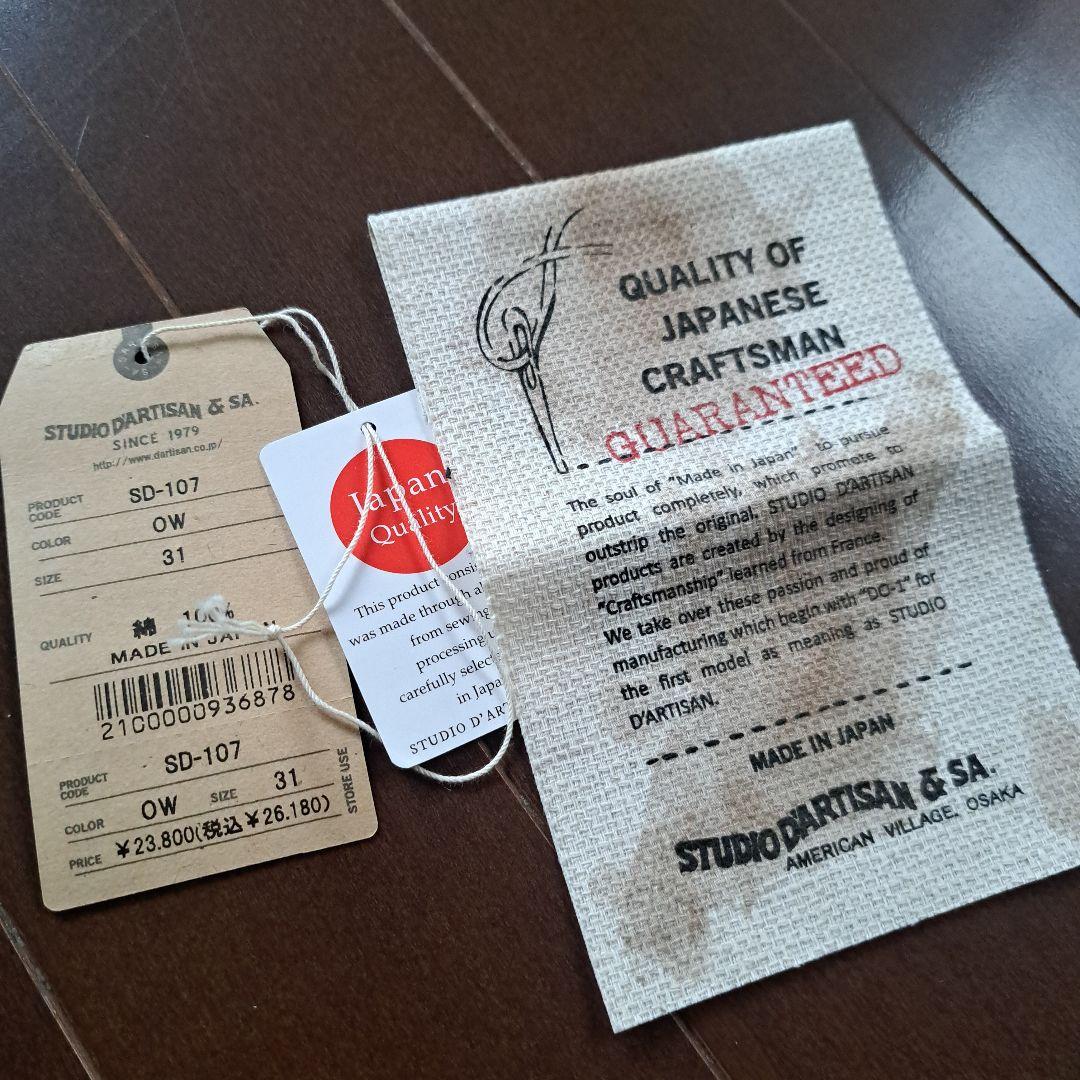 STUDIO D'ARTISAN & SA.
SINCE 1979
http://www.dartisan.co.jp/
PRODUCT CODE SD-107
COLOR OW
SIZE 31
QUALITY 綿 100%
MADE IN JAPAN
2100000936878
PRODUCT CODE SD-107
COLOR OW SIZE 31
PRICE ¥23.800(税込¥26.180)
STORE USE
Japan
Quality
This product
was made through
from sewing
processing
carefully
in
STUDIO
QUALITY OF
JAPANESE
CRAFTSMAN
GUARANTEED
The soul of "Made in Japan" to pursue
product completely, which promote to
outstrip the original. STUDIO D'ARTISAN
products are created by the designing of
"Craftsmanship" learned from France.
We take over these passion and proud of
manufacturing which begin with "DO-1" for
the first model as meaning as STUDIO
D'ARTISAN.
MADE IN JAPAN
STUDIO D'ARTISAN & SA.
AMERICAN VILLAGE, OSAKA